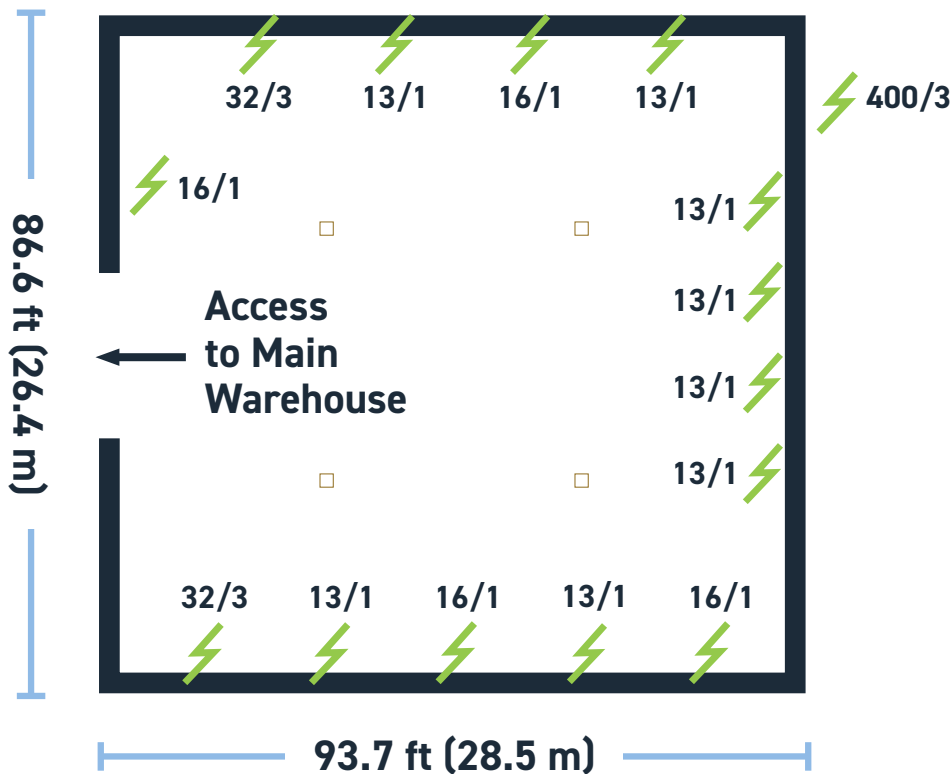 32/3 13/1 16/1 13/1
400/3
16/1
13/1
13/1
13/1
13/1
Access
to Main
Warehouse
86.6 ft (26.4 m)
32/3 13/1 16/1 13/1 16/1
93.7 ft (28.5 m)